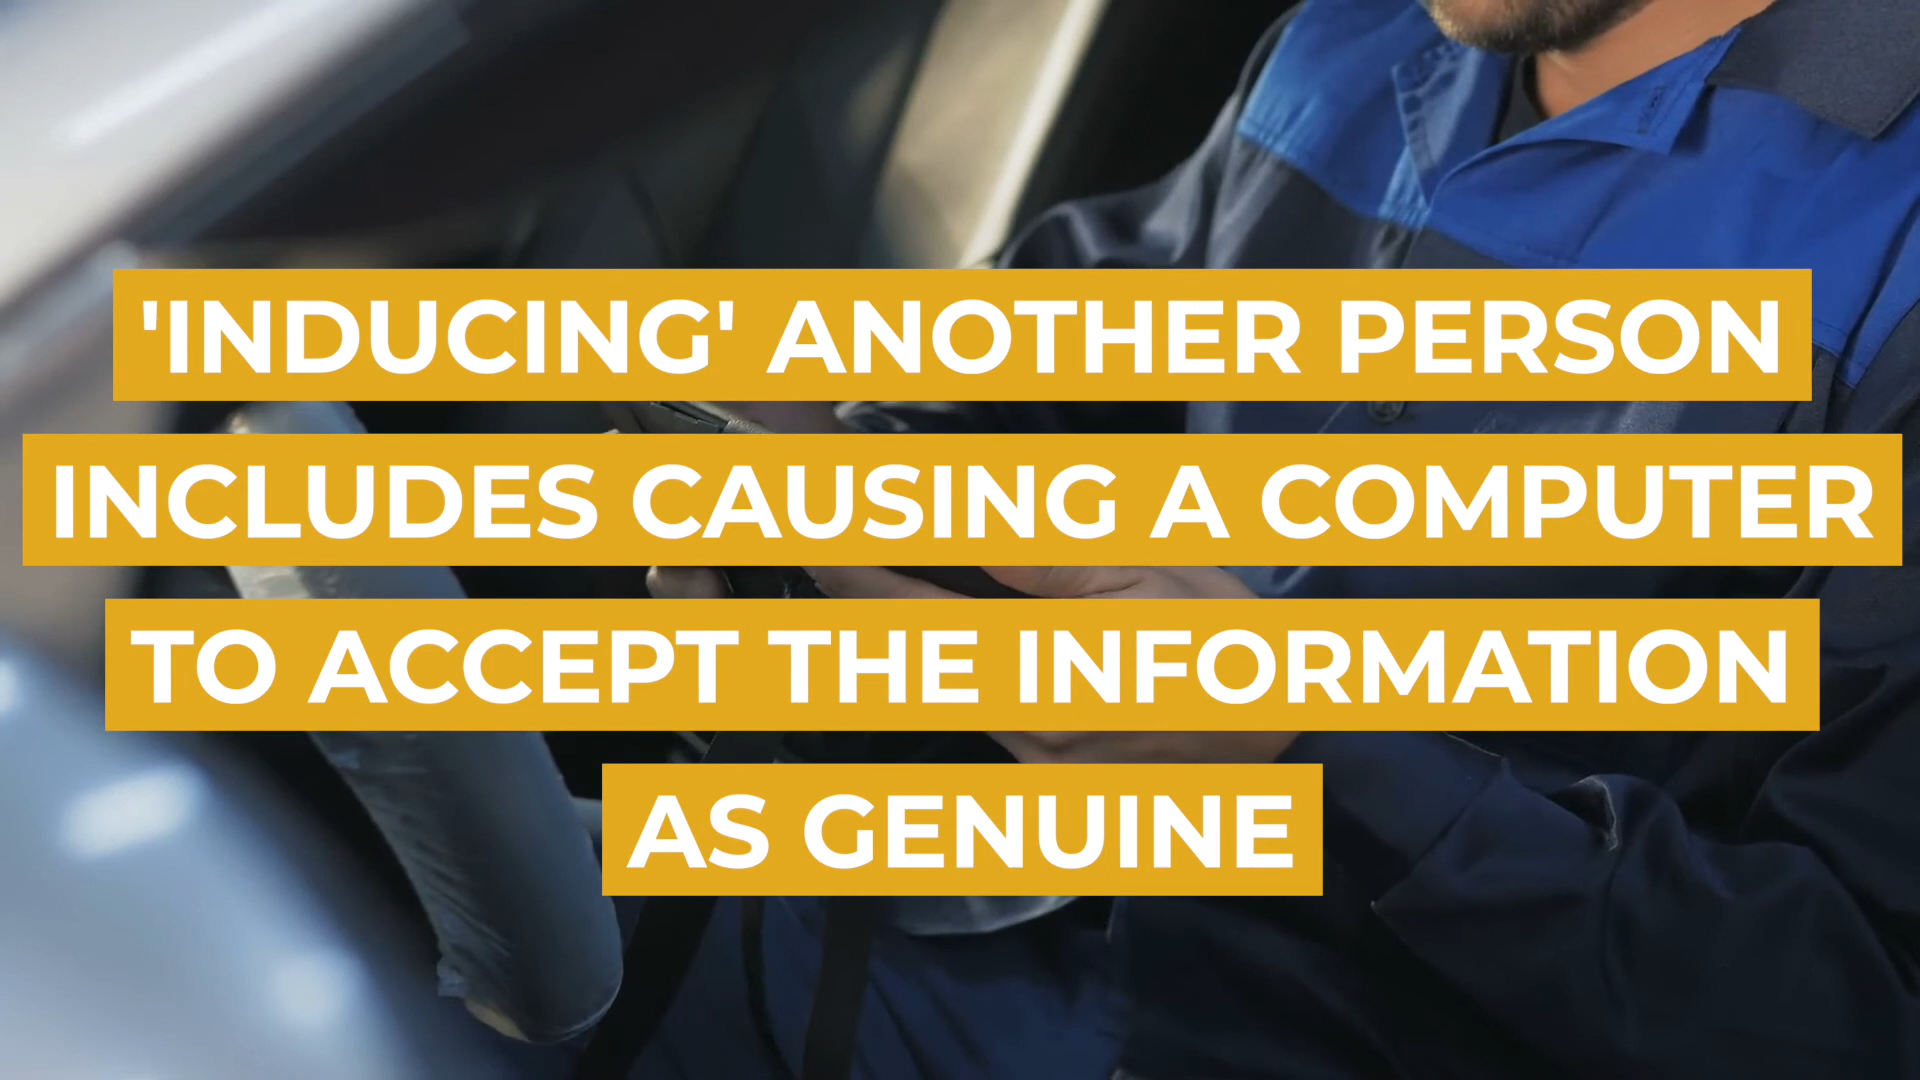 'INDUCING' ANOTHER PERSON
INCLUDES CAUSING A COMPUTER
TO ACCEPT THE INFORMATION
AS GENUINE